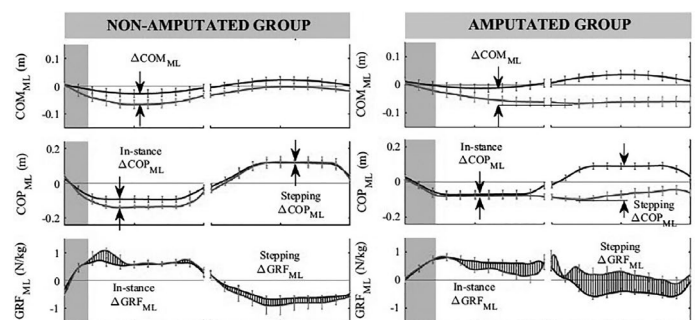 NON-AMPUTATED GROUP
AMPUTATED GROUP
COM_ML (m)
0.1
0
-0.1
ΔCOM_ML
COM_ML (m)
0.1
0
-0.1
ΔCOM_ML
COP_ML (m)
0.2
0
-0.2
In-stance
ΔCOP_ML
Stepping
ΔCOP_ML
COP_ML (m)
0.2
0
-0.2
In-stance
ΔCOP_ML
Stepping
ΔCOP_ML
GRF_ML (N/kg)
1
0
-1
In-stance
ΔGRF_ML
Stepping
ΔGRF_ML
GRF_ML (N/kg)
1
0
-1
In-stance
ΔGRF_ML
Stepping
ΔGRF_ML